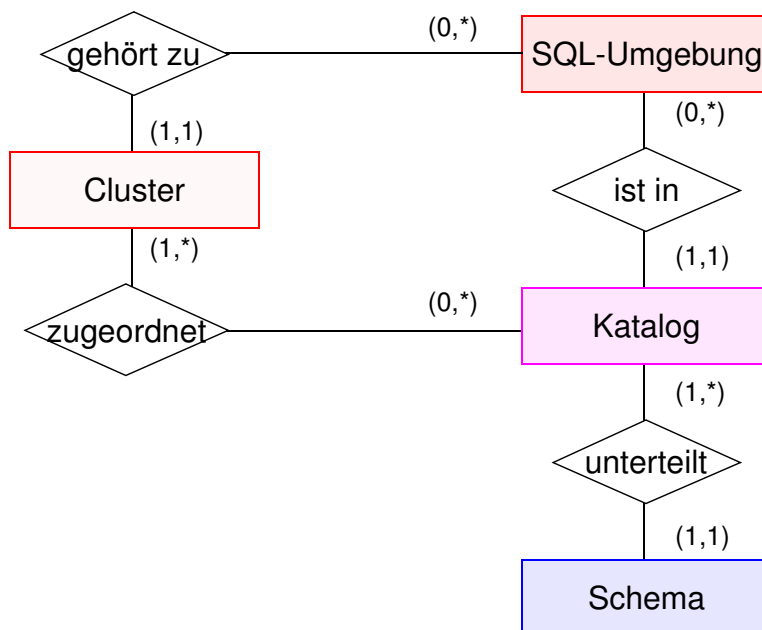 (0,*)
gehört zu
SQL-Umgebung
(0,*)
(1,1)
Cluster
ist in
(1,*)
(1,1)
(0,*)
zugeordnet
Katalog
(1,*)
unterteilt
(1,1)
Schema